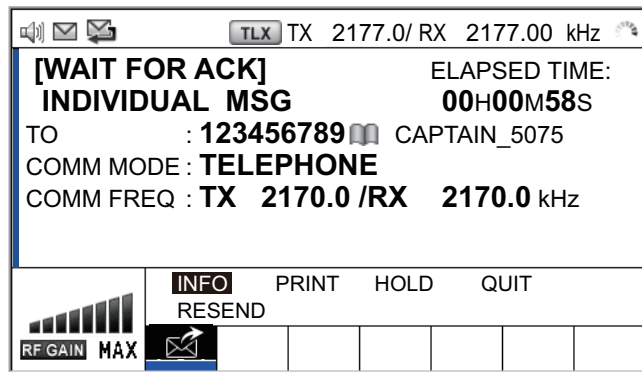 TLX TX 2177.0/ RX 2177.00 kHz
[WAIT FOR ACK] ELAPSED TIME:
INDIVIDUAL MSG 00H00M58S
TO : 123456789 CAPTAIN_5075
COMM MODE : TELEPHONE
COMM FREQ : TX 2170.0 /RX 2170.0 kHz
INFO PRINT HOLD QUIT
RESEND
RF GAIN MAX